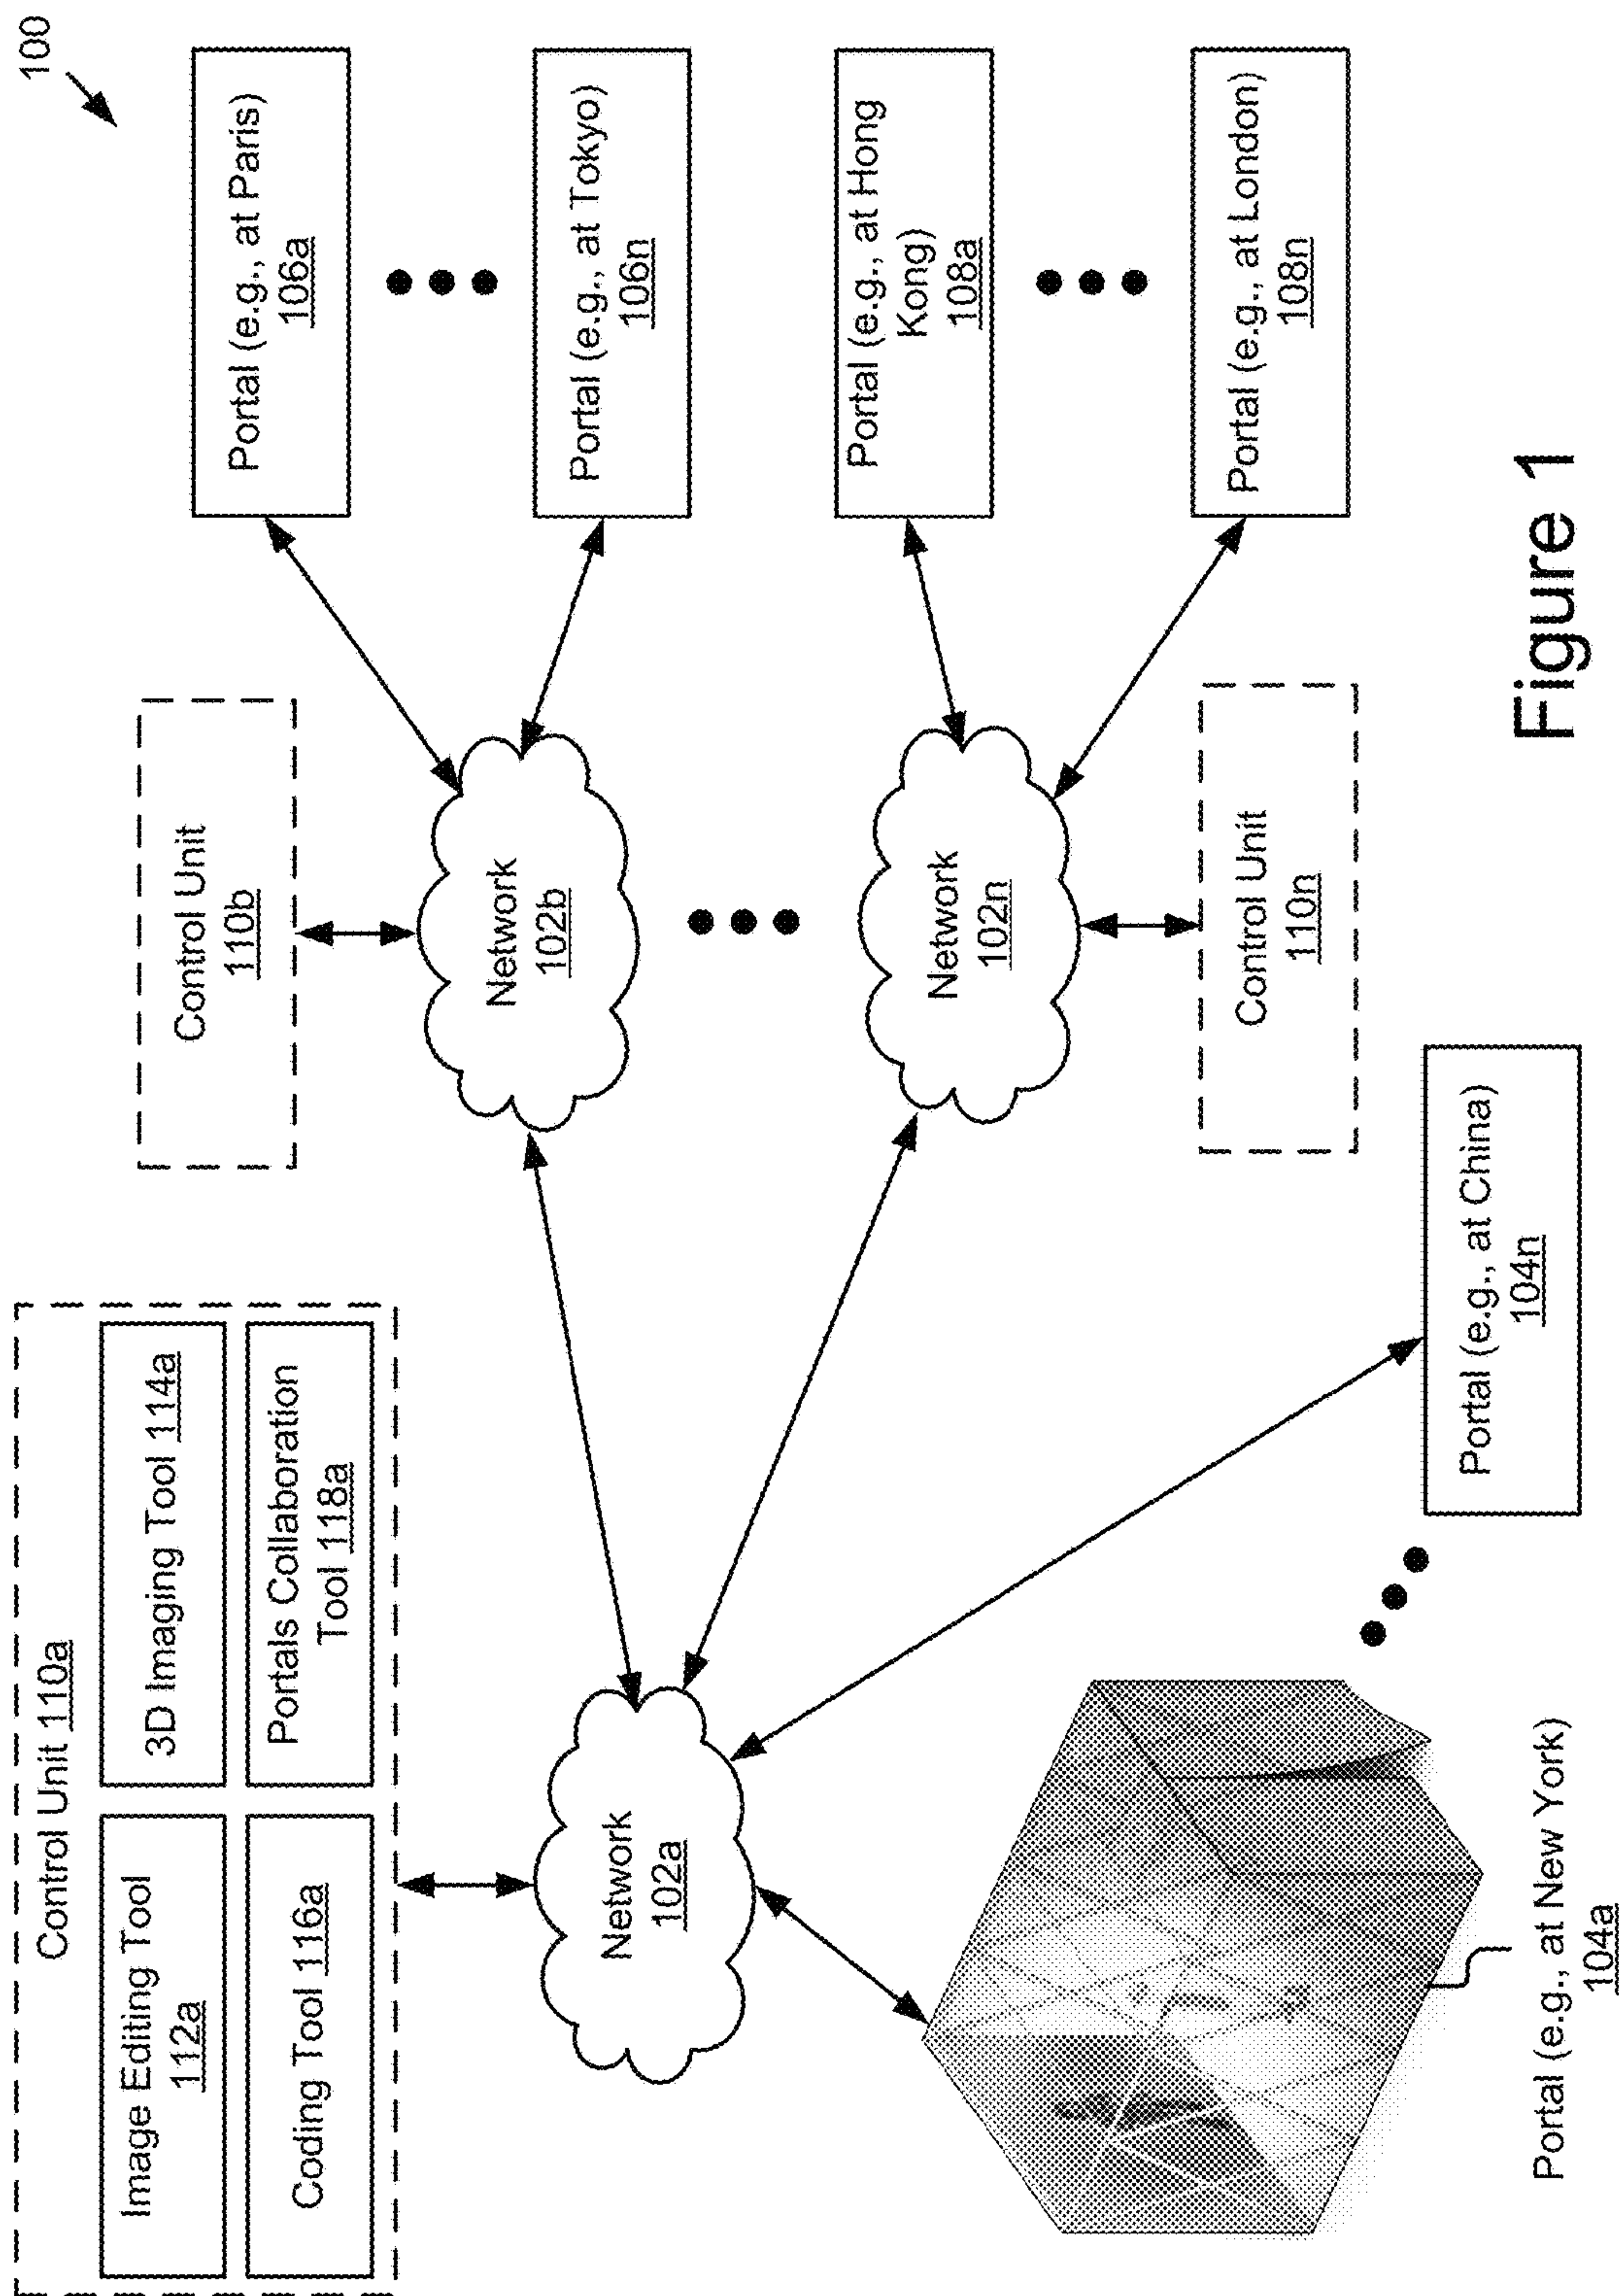 100
Control Unit 110a
Image Editing Tool
112a
3D Imaging Tool 114a
Coding Tool 116a
Portals Collaboration
Tool 118a
Control Unit
110b
Portal (e.g., at Paris)
106a
Network
102b
Portal (e.g., at Tokyo)
106n
Network
102a
Network
102n
Portal (e.g., at Hong
Kong)
108a
Control Unit
110n
Portal (e.g., at London)
108n
Portal (e.g., at China)
104n
Portal (e.g., at New York)
104a
Figure 1